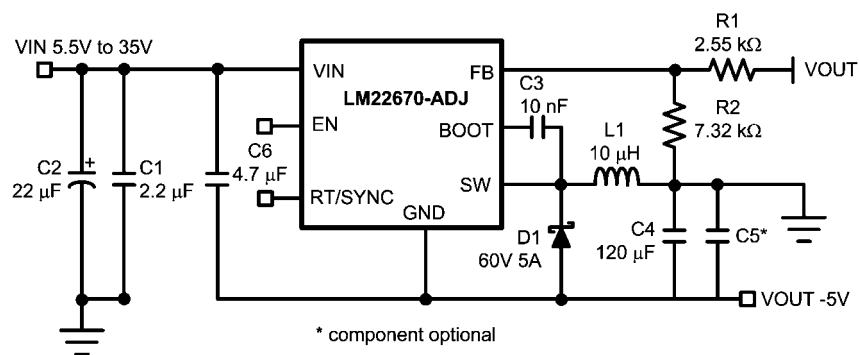 VIN 5.5V to 35V
VIN
FB
LM22670-ADJ
EN
BOOT
SW
RT/SYNC
GND
R1
2.55 kΩ
VOUT
C3
10 nF
R2
7.32 kΩ
L1
10 µH
C2
+
22 µF
C1
2.2 µF
C6
4.7 µF
D1
60V 5A
C4
120 µF
C5*
VOUT -5V
* component optional